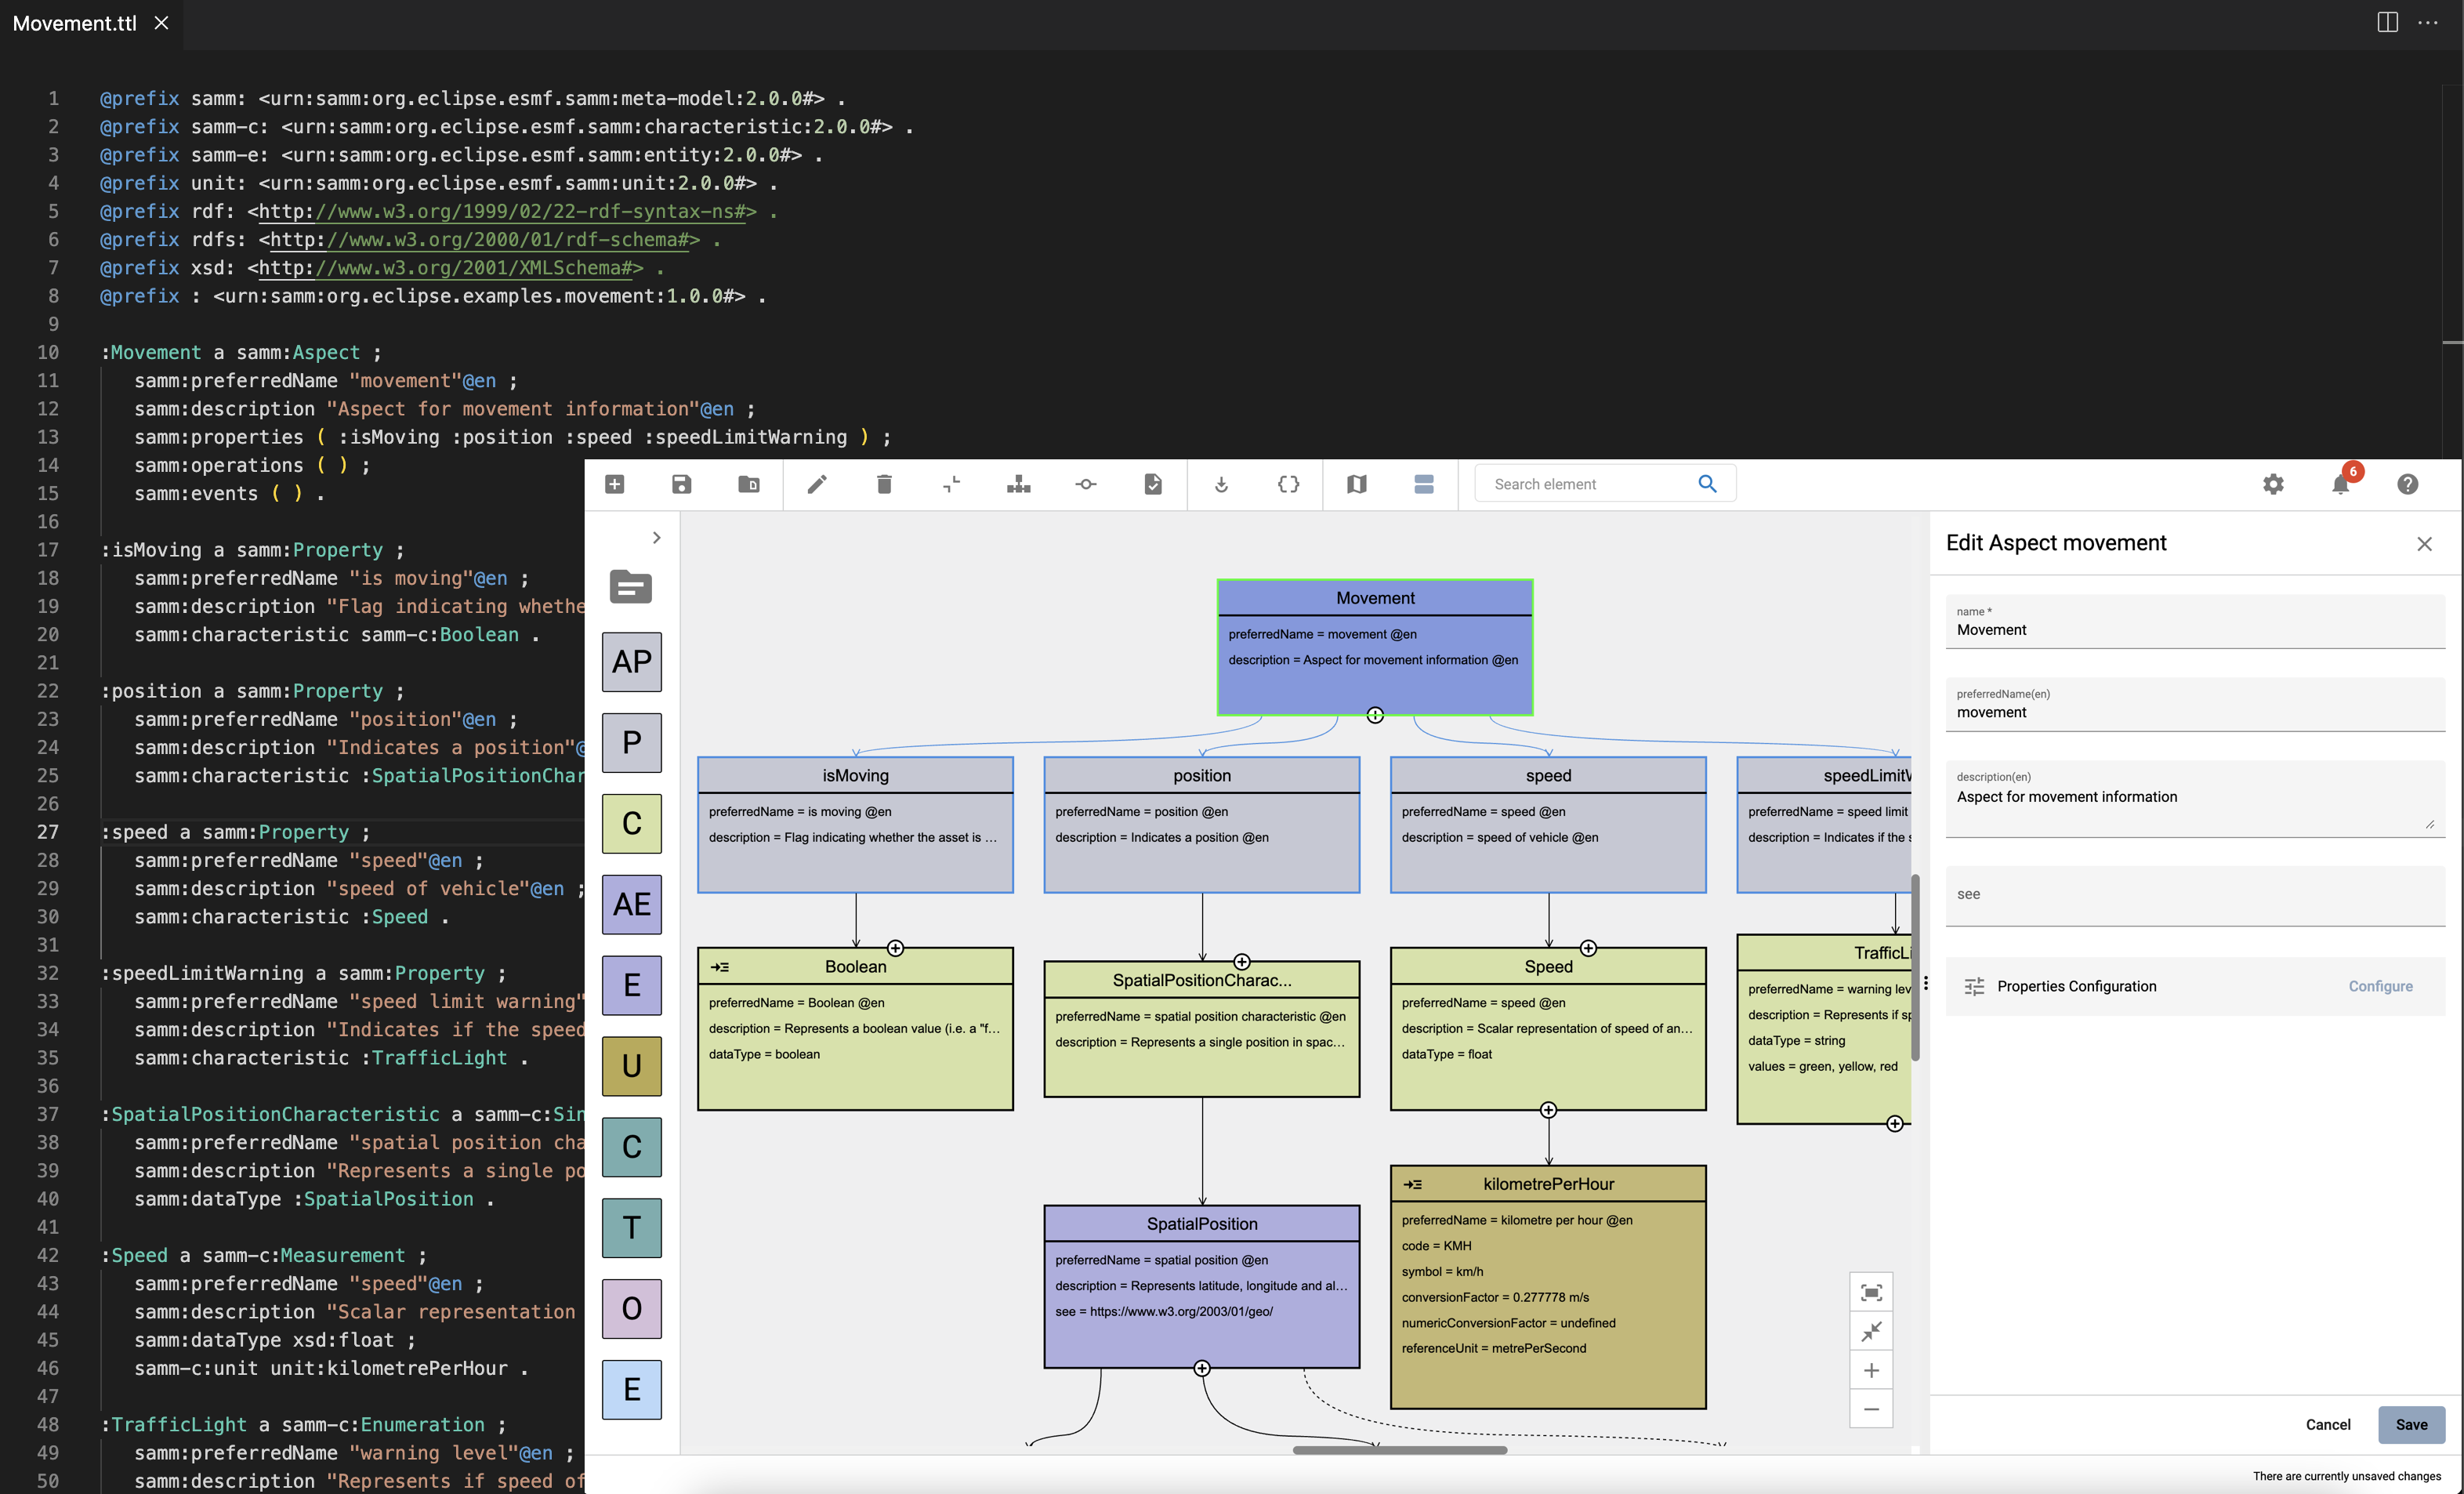 Movement.ttl
1 @prefix samm: <urn:samm:org.eclipse.esmf.samm:meta-model:2.0.0#> .
2 @prefix samm-c: <urn:samm:org.eclipse.esmf.samm:characteristic:2.0.0#> .
3 @prefix samm-e: <urn:samm:org.eclipse.esmf.samm:entity:2.0.0#> .
4 @prefix unit: <urn:samm:org.eclipse.esmf.samm:unit:2.0.0#> .
5 @prefix rdf: <http://www.w3.org/1999/02/22-rdf-syntax-ns#> .
6 @prefix rdfs: <http://www.w3.org/2000/01/rdf-schema#> .
7 @prefix xsd: <http://www.w3.org/2001/XMLSchema#> .
8 @prefix : <urn:samm:org.eclipse.examples.movement:1.0.0#> .
9
10 :Movement a samm:Aspect ;
11 samm:preferredName "movement"@en ;
12 samm:description "Aspect for movement information"@en ;
13 samm:properties ( :isMoving :position :speed :speedLimitWarning ) ;
14 samm:operations ( ) ;
15 samm:events ( ) .
16
17 :isMoving a samm:Property ;
18 samm:preferredName "is moving"@en ;
19 samm:description "Flag indicating whethe
20 samm:characteristic samm-c:Boolean .
21
22 :position a samm:Property ;
23 samm:preferredName "position"@en ;
24 samm:description "Indicates a position"@
25 samm:characteristic :SpatialPositionChar
26
27 :speed a samm:Property ;
28 samm:preferredName "speed"@en ;
29 samm:description "speed of vehicle"@en ;
30 samm:characteristic :Speed .
31
32 :speedLimitWarning a samm:Property ;
33 samm:preferredName "speed limit warning"
34 samm:description "Indicates if the speed
35 samm:characteristic :TrafficLight .
36
37 :SpatialPositionCharacteristic a samm-c:Sin
38 samm:preferredName "spatial position cha
39 samm:description "Represents a single po
40 samm:dataType :SpatialPosition .
41
42 :Speed a samm-c:Measurement ;
43 samm:preferredName "speed"@en ;
44 samm:description "Scalar representation
45 samm:dataType xsd:float ;
46 samm-c:unit unit:kilometrePerHour .
47
48 :TrafficLight a samm-c:Enumeration ;
49 samm:preferredName "warning level"@en ;
50 samm:description "Represents if speed of
Search element
6
AP
P
C
AE
E
U
C
T
O
E
Movement
preferredName = movement @en
description = Aspect for movement information @en
isMoving
preferredName = is moving @en
description = Flag indicating whether the asset is ...
position
preferredName = position @en
description = Indicates a position @en
speed
preferredName = speed @en
description = speed of vehicle @en
speedLimitW
preferredName = speed limit
description = Indicates if the s
Boolean
preferredName = Boolean @en
description = Represents a boolean value (i.e. a "f...
dataType = boolean
SpatialPositionCharac...
preferredName = spatial position characteristic @en
description = Represents a single position in spac...
Speed
preferredName = speed @en
description = Scalar representation of speed of an...
dataType = float
TrafficLi
preferredName = warning lev
description = Represents if sp
dataType = string
values = green, yellow, red
SpatialPosition
preferredName = spatial position @en
description = Represents latitude, longitude and al...
see = https://www.w3.org/2003/01/geo/
kilometrePerHour
preferredName = kilometre per hour @en
code = KMH
symbol = km/h
conversionFactor = 0.277778 m/s
numericConversionFactor = undefined
referenceUnit = metrePerSecond
Edit Aspect movement
name *
Movement
preferredName(en)
movement
description(en)
Aspect for movement information
see
Properties Configuration
Configure
Cancel
Save
There are currently unsaved changes